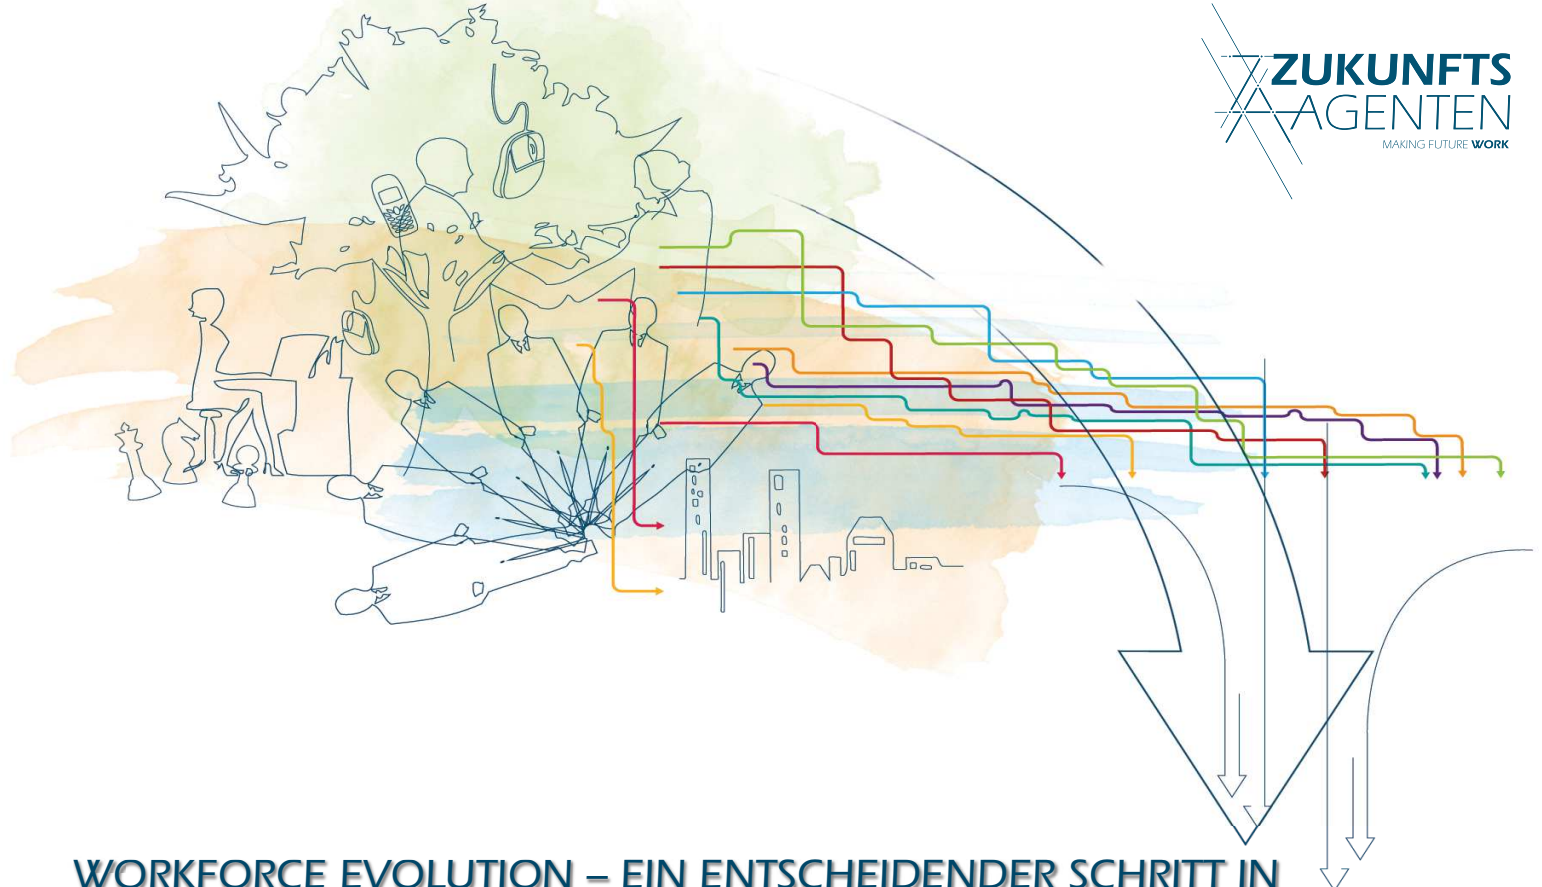 ZUKUNFTS
AGENTEN
MAKING FUTURE WORK
WORKFORCE EVOLUTION – EIN ENTSCHEIDENDER SCHRITT IN